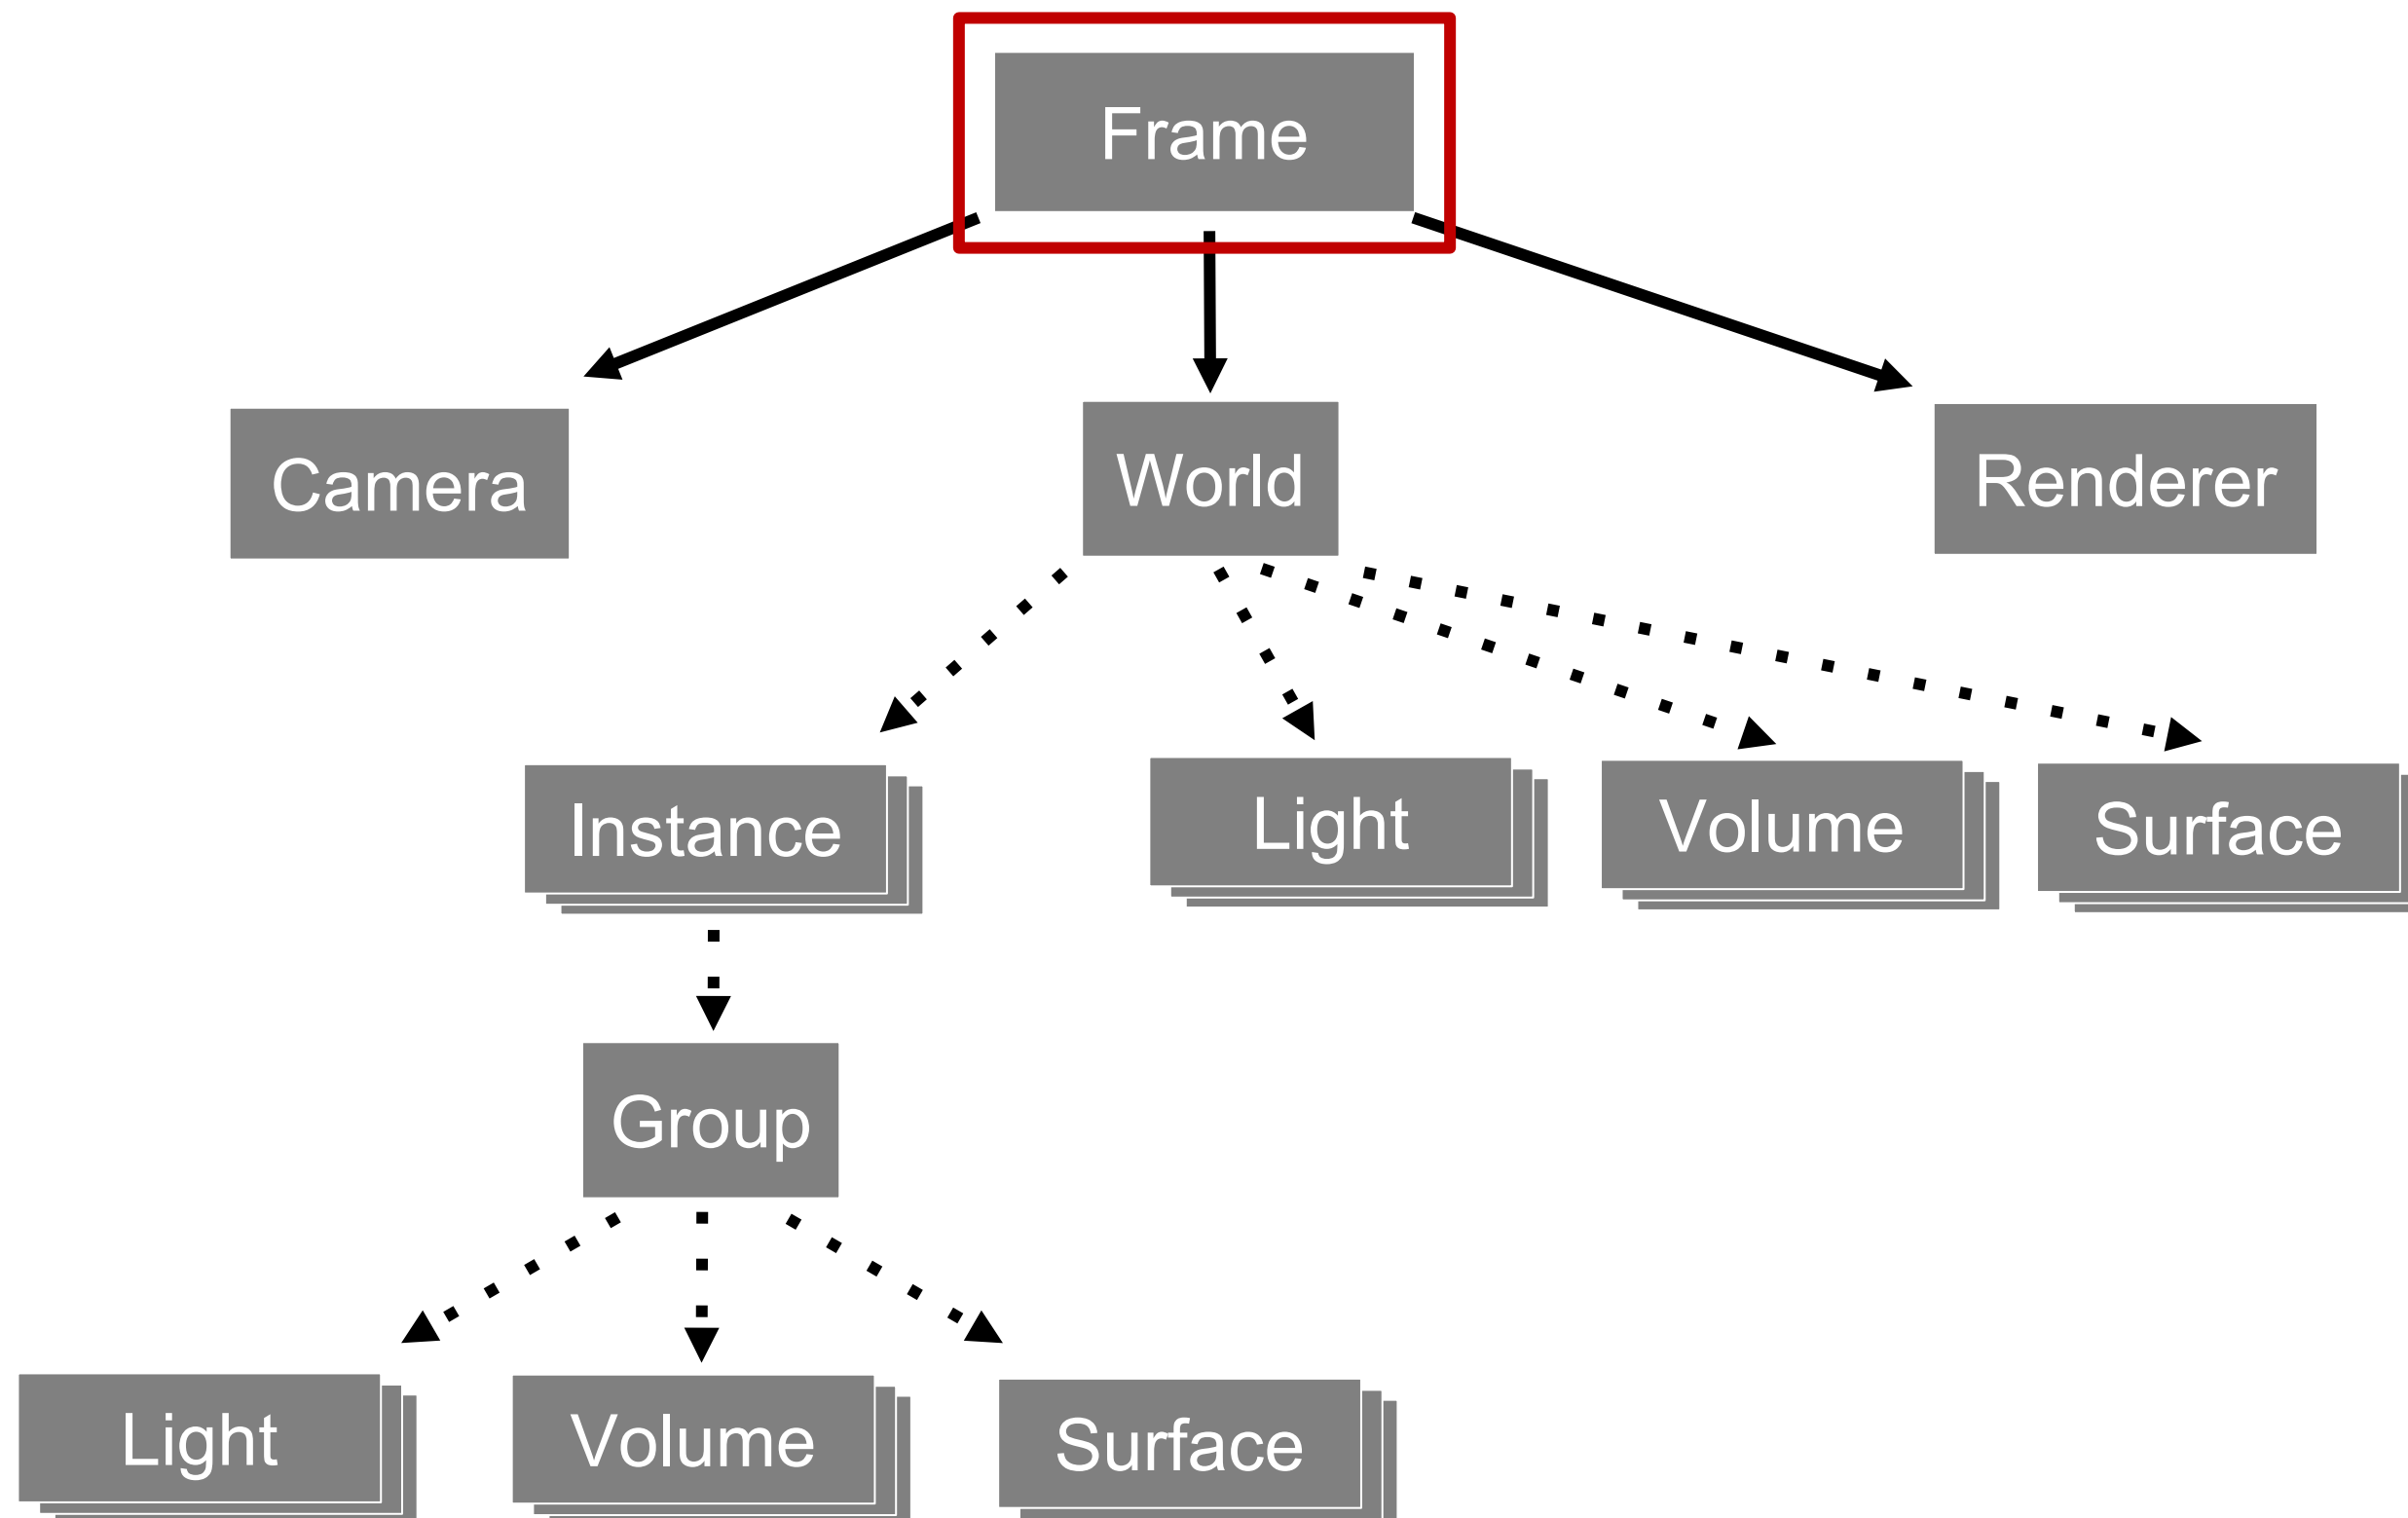 Frame
Camera
World
Renderer
Instance
Light
Volume
Surface
Group
Light
Volume
Surface